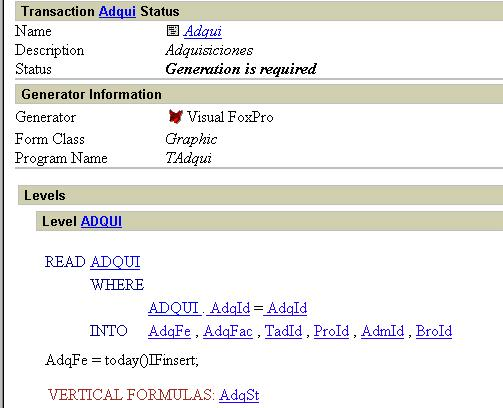 Transaction Adqui Status
Name Adqui
Description Adquisiciones
Status Generation is required
Generator Information
Generator Visual FoxPro
Form Class Graphic
Program Name TAdqui
Levels
Level ADQUI
READ ADQUI
WHERE
ADQUI . AdqId = AdqId
INTO AdqFe , AdqFac , TadId , ProId , AdmId , BroId
AdqFe = today()IFinsert;
VERTICAL FORMULAS: AdqSt